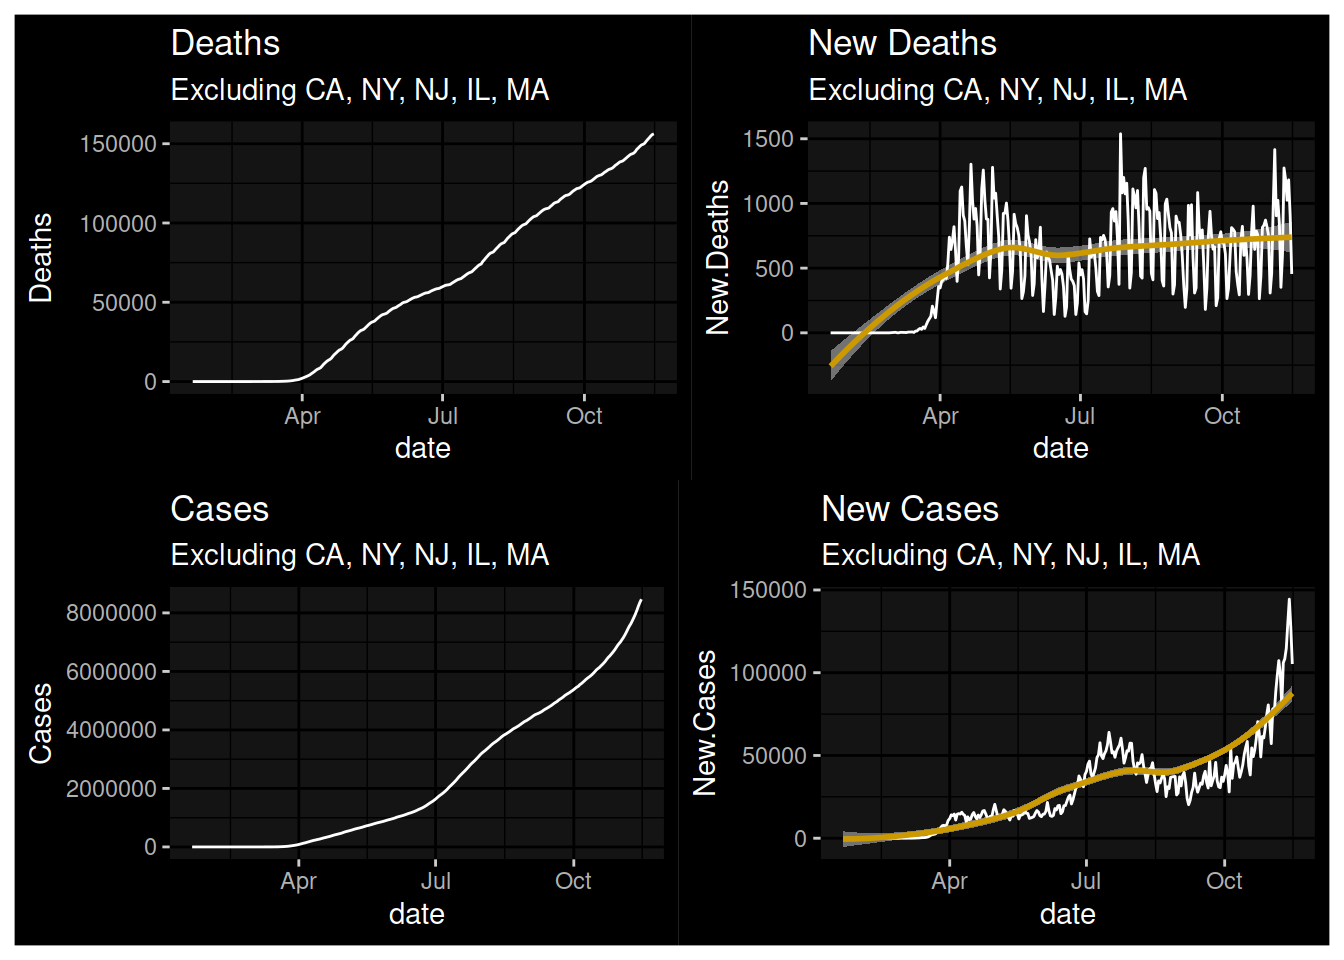 Deaths
Excluding CA, NY, NJ, IL, MA
150000
100000
50000
0
Deaths
Apr Jul Oct
date
New Deaths
Excluding CA, NY, NJ, IL, MA
1500
1000
500
0
New.Deaths
Apr Jul Oct
date
Cases
Excluding CA, NY, NJ, IL, MA
8000000
6000000
4000000
2000000
0
Cases
Apr Jul Oct
date
New Cases
Excluding CA, NY, NJ, IL, MA
150000
100000
50000
0
New.Cases
Apr Jul Oct
date